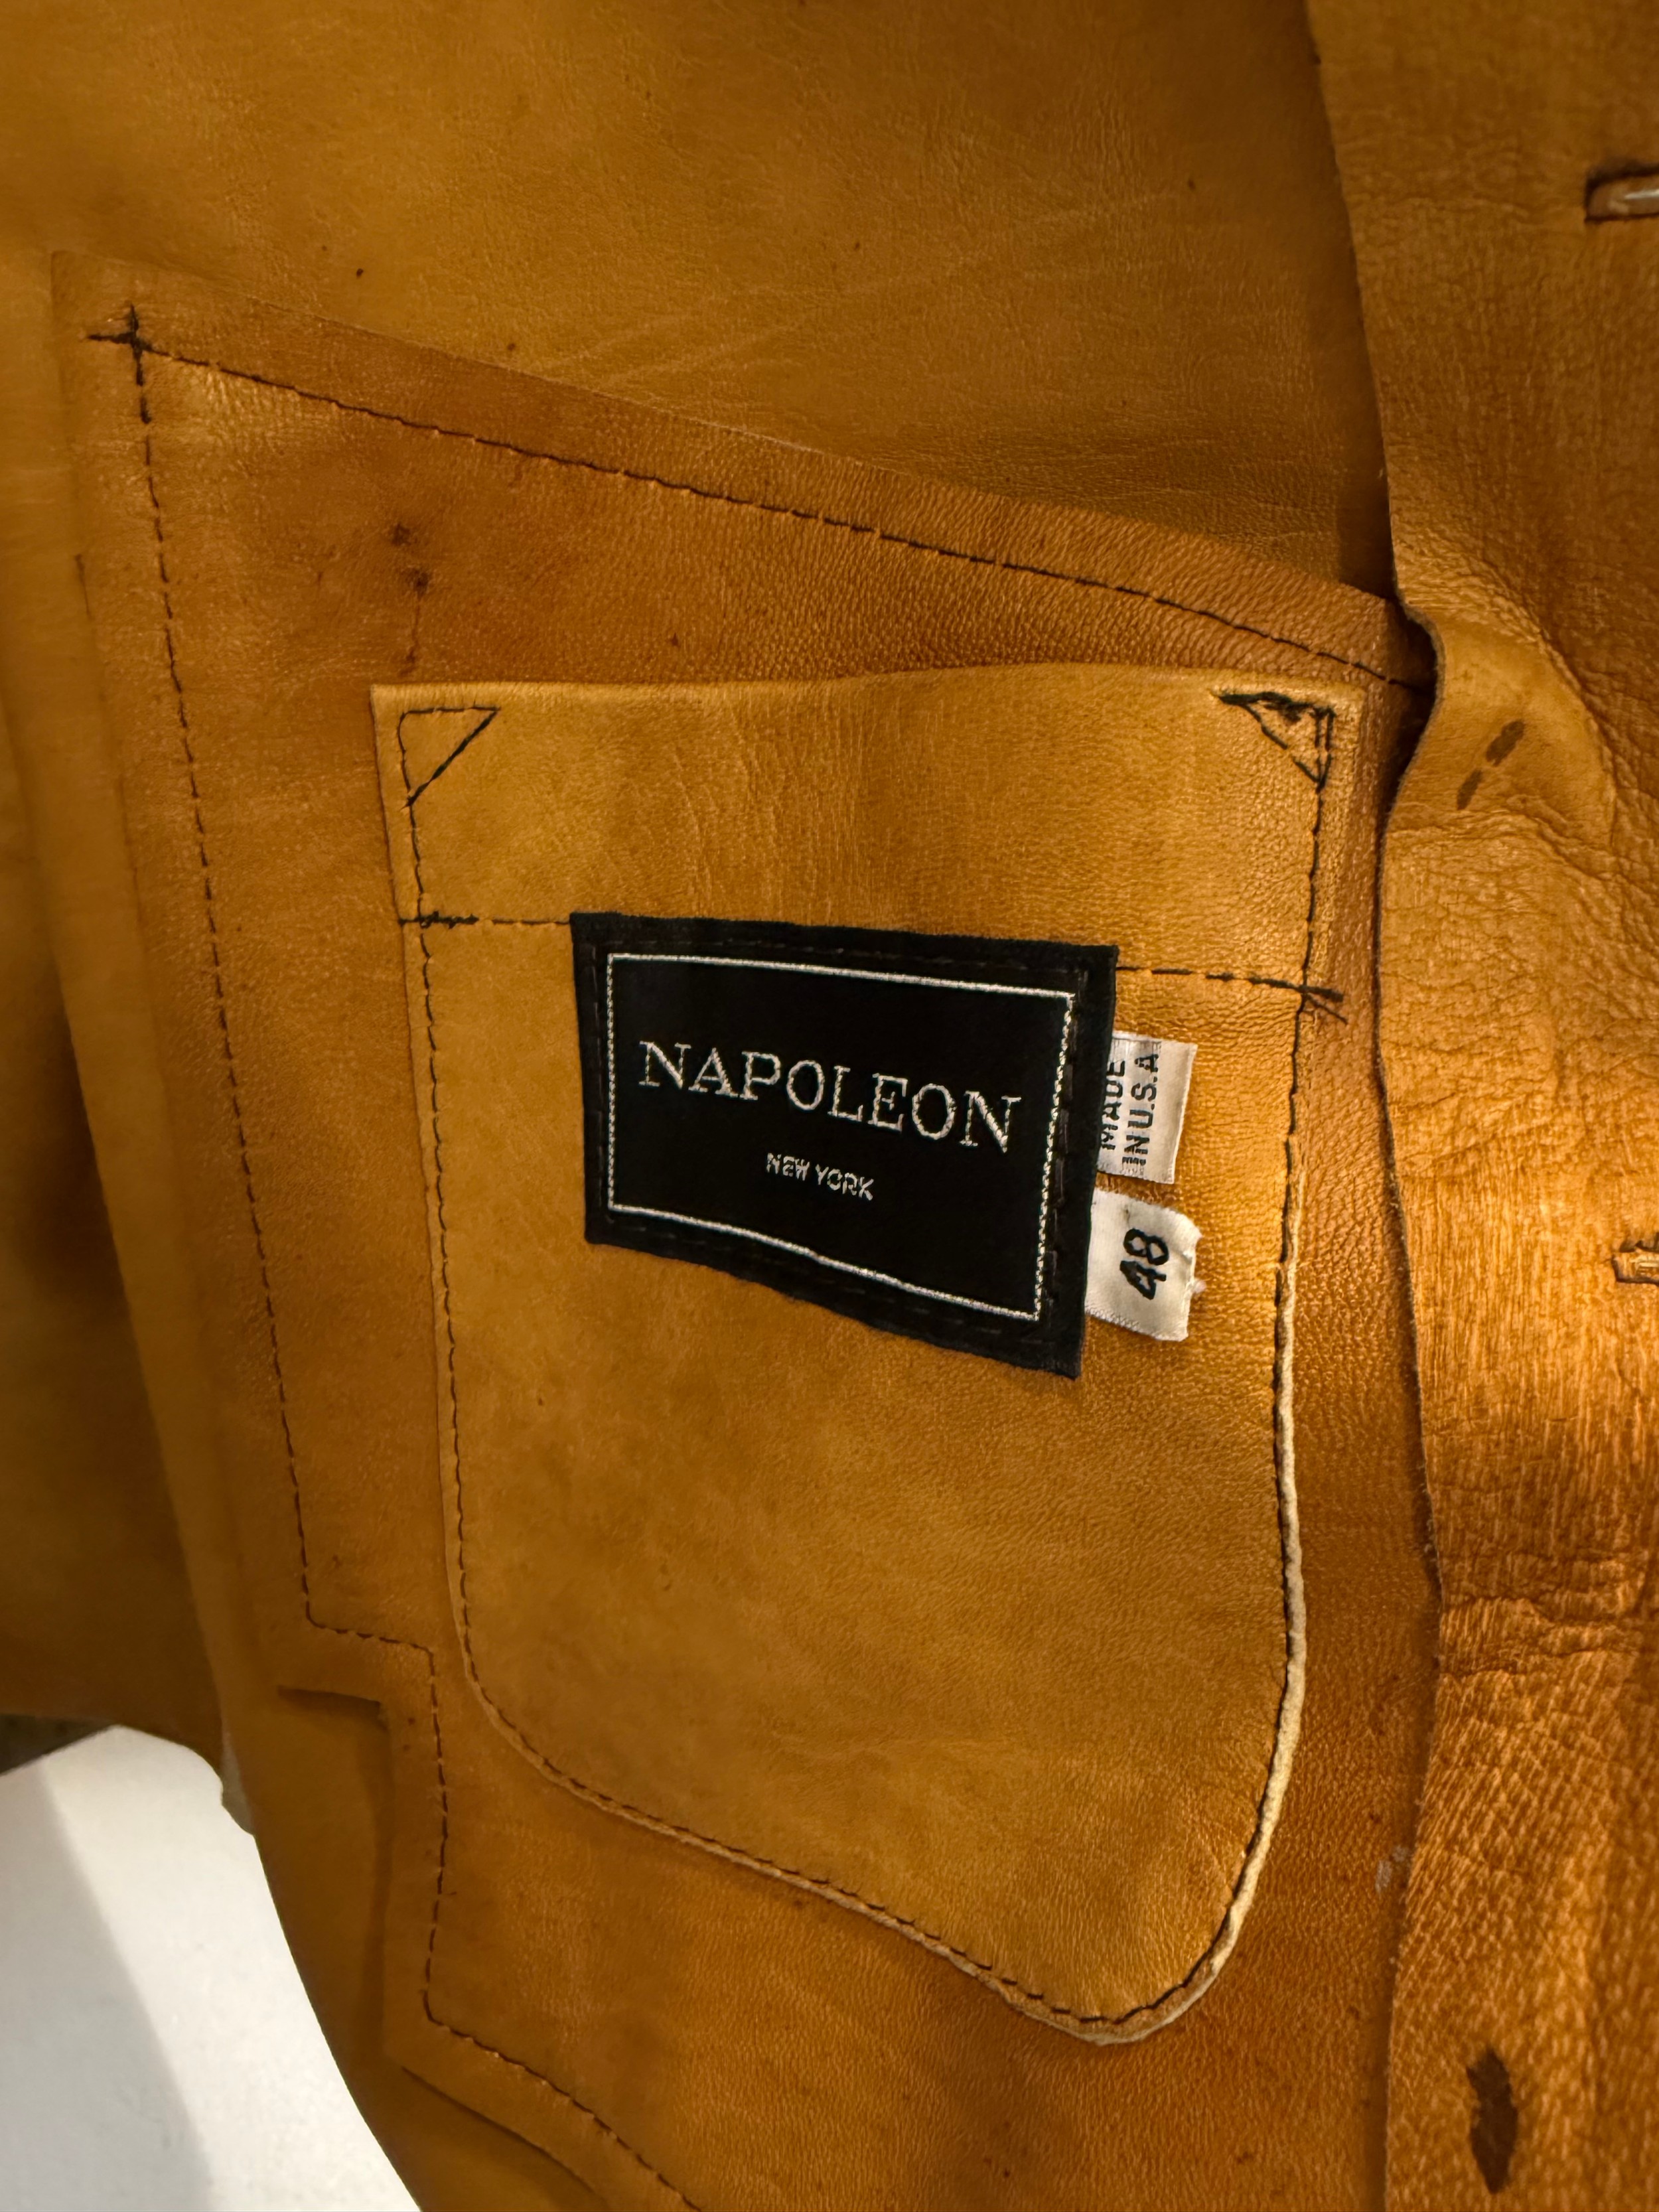 NAPOLEON
NEW YORK
MADE
IN U.S.A
48